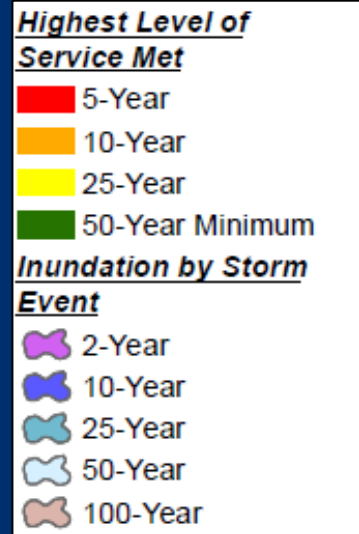 Highest Level of
Service Met
5-Year
10-Year
25-Year
50-Year Minimum
Inundation by Storm
Event
2-Year
10-Year
25-Year
50-Year
100-Year